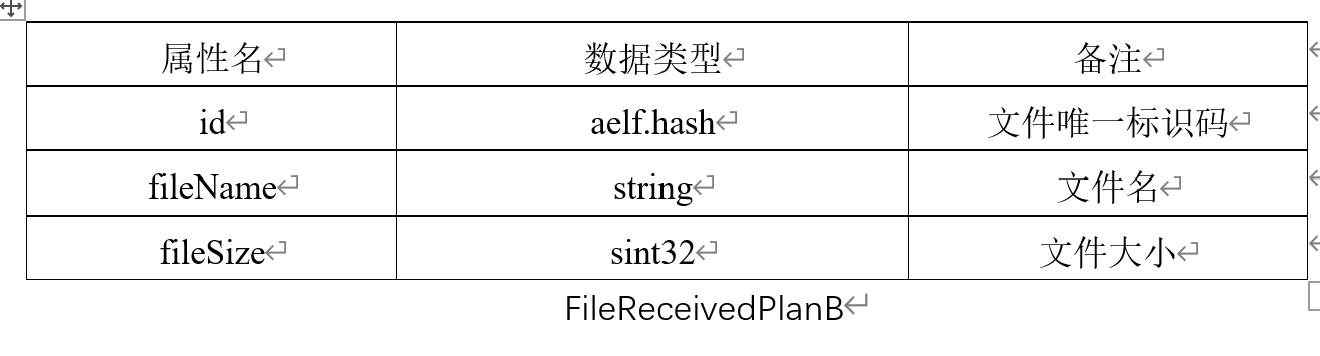 属性名 数据类型 备注
id aelf.hash 文件唯一标识码
fileName string 文件名
fileSize sint32 文件大小
FileReceivedPlanB